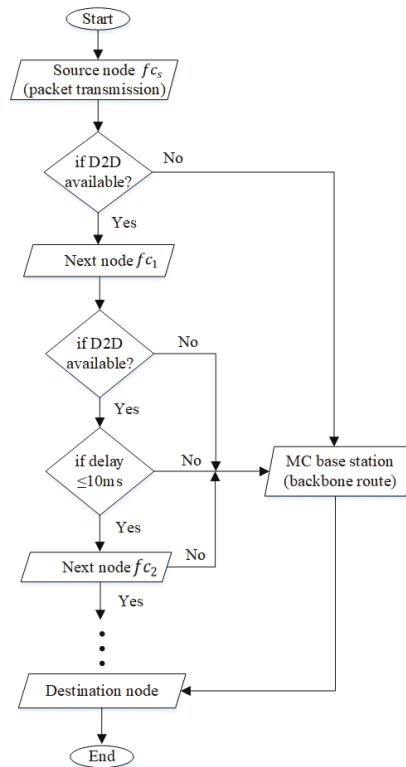 Start
Source node fcₛ
(packet transmission)
if D2D
available?
No
Yes
Next node fc₁
if D2D
available?
No
Yes
if delay
≤10ms
No
MC base station
(backbone route)
Yes
No
Next node fc₂
Yes
Destination node
End